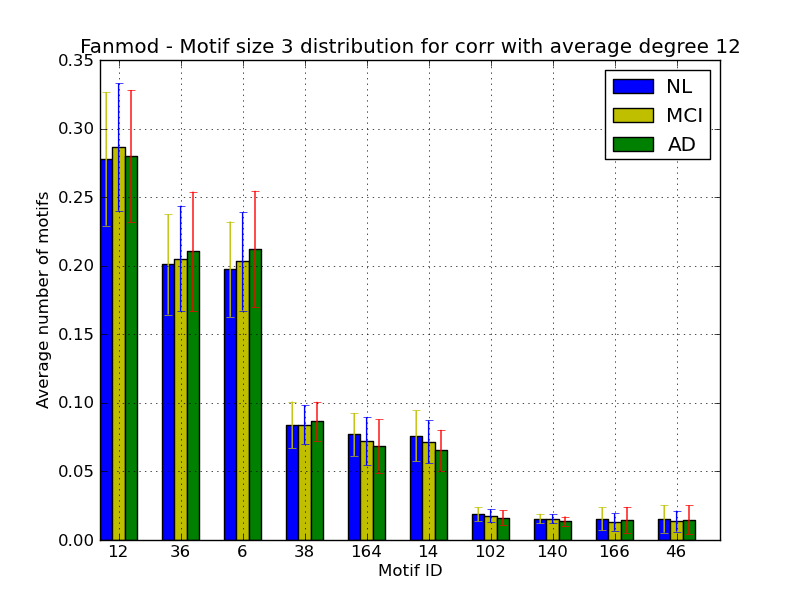 Fanmod - Motif size 3 distribution for corr with average degree 12
0.35
0.30
0.25
0.20
0.15
0.10
0.05
0.00
Average number of motifs
NL
MCI
AD
12 36 6 38 164 14 102 140 166 46
Motif ID